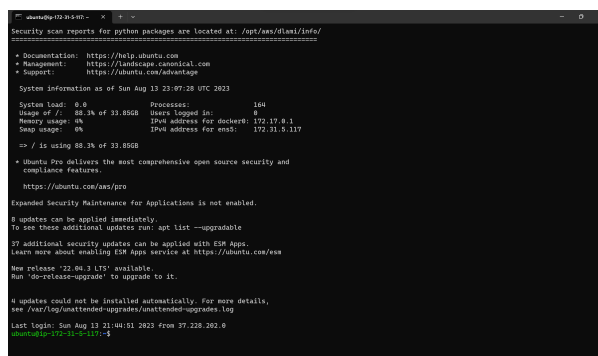 ubuntu@ip-172-31-5-117: ~
Security scan reports for python packages are located at: /opt/aws/dlami/info/
=============================================================================
* Documentation: https://help.ubuntu.com
* Management: https://landscape.canonical.com
* Support: https://ubuntu.com/advantage
System information as of Sun Aug 13 23:07:28 UTC 2023
System load: 0.0 Processes: 164
Usage of /: 88.3% of 33.85GB Users logged in: 0
Memory usage: 4% IPv4 address for docker0: 172.17.0.1
Swap usage: 0% IPv4 address for ens5: 172.31.5.117
=> / is using 88.3% of 33.85GB
* Ubuntu Pro delivers the most comprehensive open source security and
compliance features.
https://ubuntu.com/aws/pro
Expanded Security Maintenance for Applications is not enabled.
8 updates can be applied immediately.
To see these additional updates run: apt list --upgradable
37 additional security updates can be applied with ESM Apps.
Learn more about enabling ESM Apps service at https://ubuntu.com/esm
New release '22.04.3 LTS' available.
Run 'do-release-upgrade' to upgrade to it.
4 updates could not be installed automatically. For more details,
see /var/log/unattended-upgrades/unattended-upgrades.log
Last login: Sun Aug 13 21:44:51 2023 from 37.228.202.0
ubuntu@ip-172-31-5-117:~$